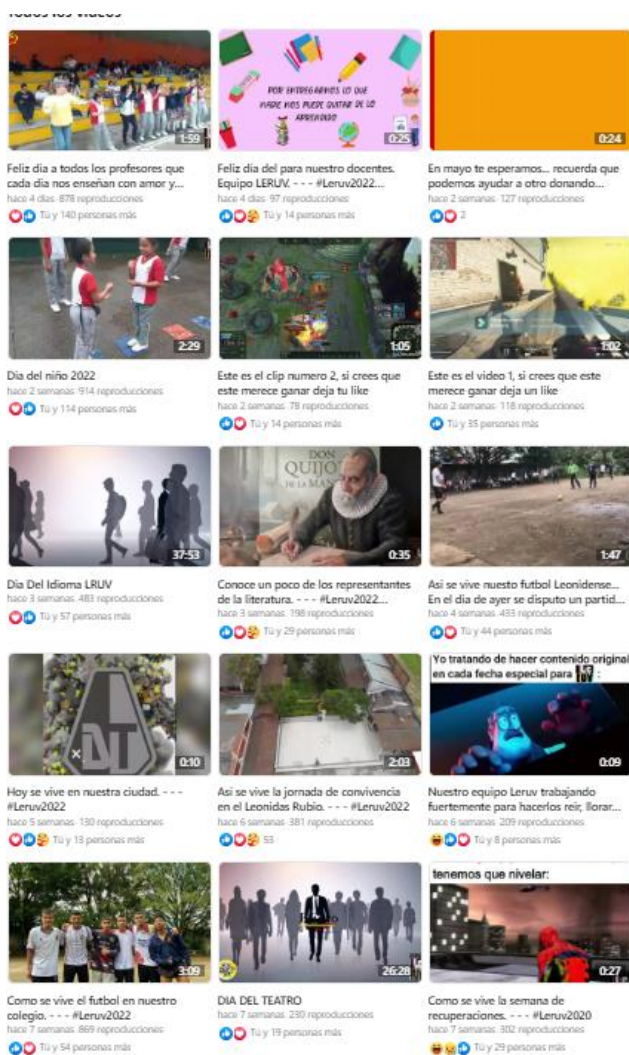 Todos los videos
1:59
POR ENTREGARNOS LO QUE
NADIE NOS PUEDE QUITAR DE LO
APRENDIDO
0:25
0:24
Feliz dia a todos los profesores que
cada día nos enseñan con amor y...
hace 4 días·878 reproducciones
Tú y 140 personas más
Feliz día del para nuestro docentes.
Equipo LERUV. - - - #Leruv2022...
hace 4 días·97 reproducciones
Tú y 14 personas más
En mayo te esperamos... recuerda que
podemos ayudar a otro donando...
hace 2 semanas·127 reproducciones
2
2:29
1:05
1:02
Dia del niño 2022
hace 2 semanas·914 reproducciones
Tú y 114 personas más
Este es el clip numero 2, si crees que
este merece ganar deja tu like
hace 2 semanas·78 reproducciones
Tú y 14 personas más
Este es el video 1, si crees que este
merece ganar deja un like
hace 2 semanas·118 reproducciones
Tú y 35 personas más
37:53
DON
QUIJO
DE LA MAN
0:35
1:47
Dia Del Idioma LRUV
hace 3 semanas·483 reproducciones
Tú y 57 personas más
Conoce un poco de los representantes
de la literatura. - - - #Leruv2022...
hace 3 semanas·198 reproducciones
Tú y 29 personas más
Asi se vive nuesto futbol Leonidense...
En el dia de ayer se disputo un partid...
hace 4 semanas·433 reproducciones
Tú y 44 personas más
DT
0:10
2:03
Yo tratando de hacer contenido original
en cada fecha especial para :
0:09
Hoy se vive en nuestra ciudad. - - -
#Leruv2022
hace 5 semanas·130 reproducciones
Tú y 13 personas más
Asi se vive la jornada de convivencia
en el Leonidas Rubio. - - - #Leruv2022
hace 6 semanas·381 reproducciones
53
Nuestro equipo Leruv trabajando
fuertemente para hacerlos reir, llorar...
hace 6 semanas·209 reproducciones
Tú y 8 personas más
3:09
26:28
tenemos que nivelar:
0:27
Como se vive el futbol en nuestro
colegio. - - - #Leruv2022
hace 7 semanas·869 reproducciones
Tú y 54 personas más
DIA DEL TEATRO
hace 7 semanas·230 reproducciones
Tú y 19 personas más
Como se vive la semana de
recuperaciones. - - - #Leruv2020
hace 7 semanas·302 reproducciones
Tú y 29 personas más